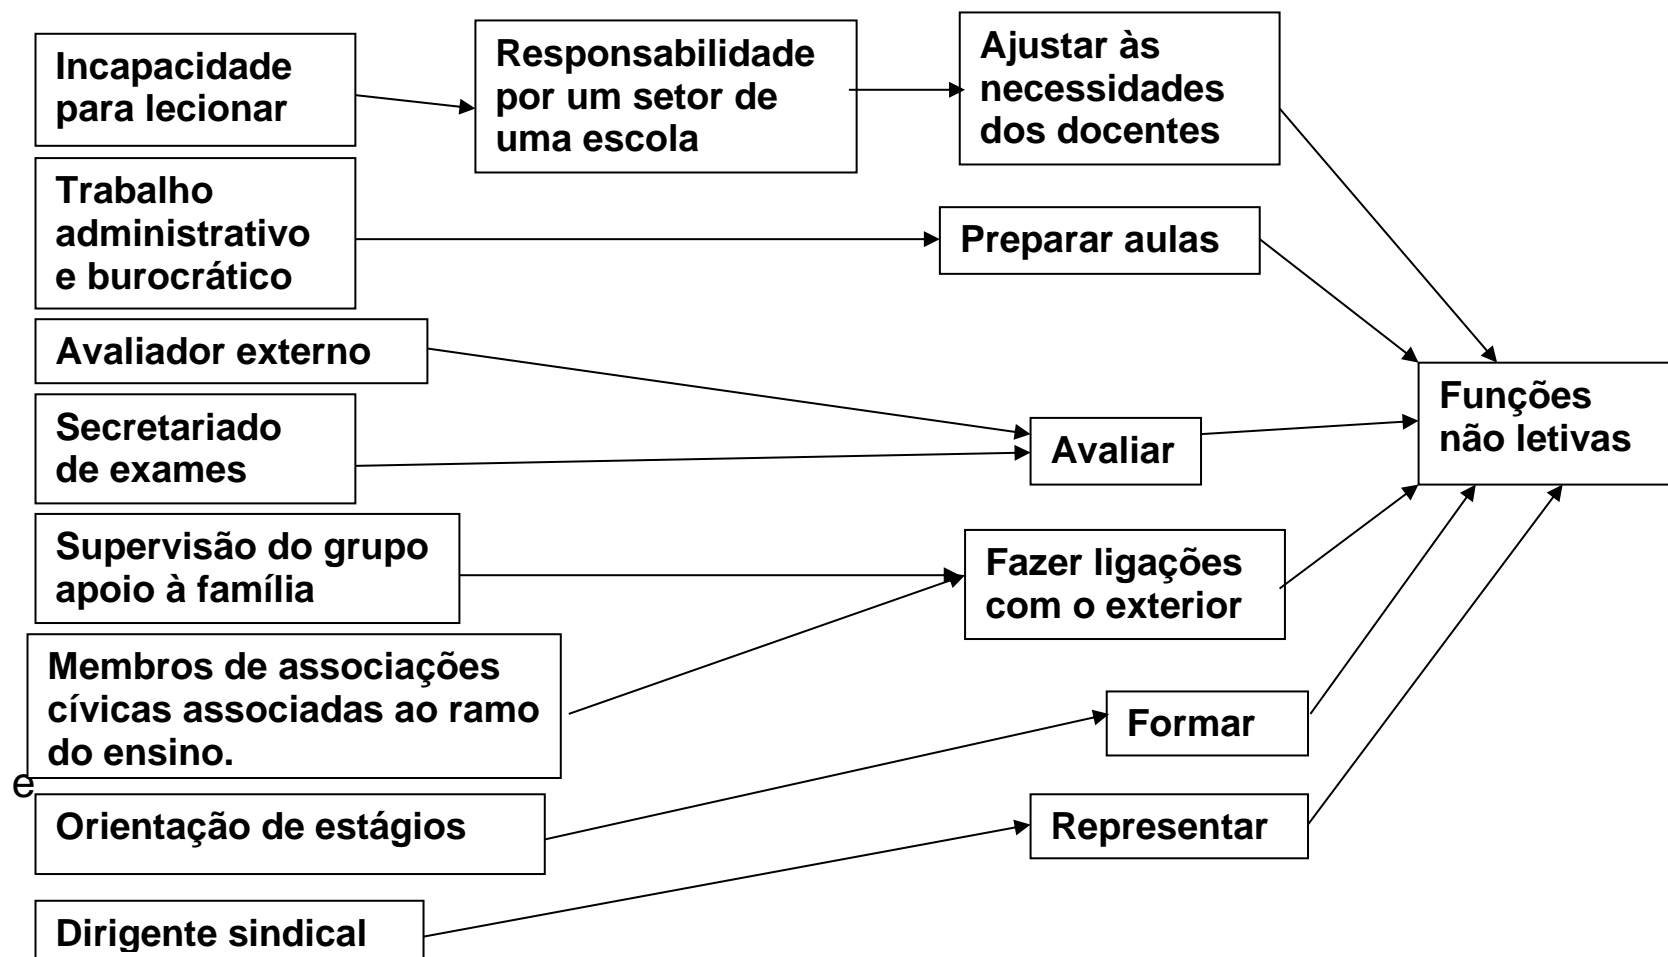 Incapacidade
para lecionar
Responsabilidade
por um setor de
uma escola
Ajustar às
necessidades
dos docentes
Trabalho
administrativo
e burocrático
Preparar aulas
Avaliador externo
Secretariado
de exames
Avaliar
Funções
não letivas
Supervisão do grupo
apoio à família
Fazer ligações
com o exterior
Membros de associações
cívicas associadas ao ramo
do ensino.
Formar
e
Orientação de estágios
Representar
Dirigente sindical